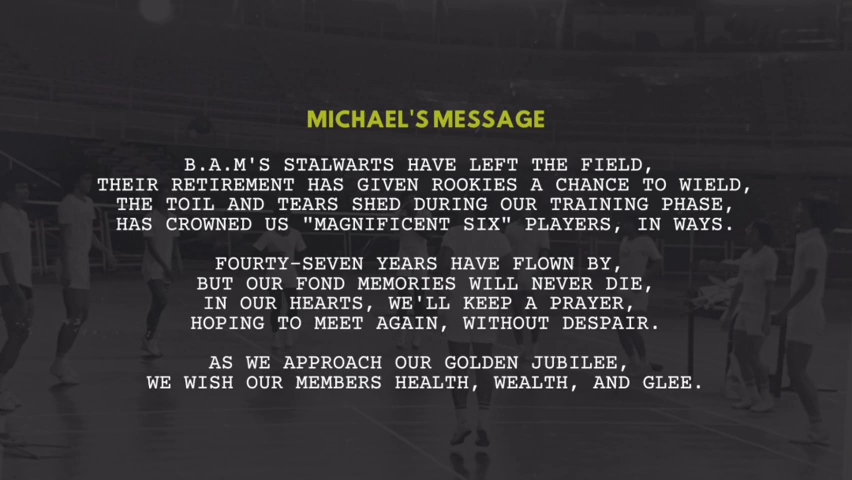 MICHAEL'S MESSAGE
B.A.M'S STALWARTS HAVE LEFT THE FIELD,
THEIR RETIREMENT HAS GIVEN ROOKIES A CHANCE TO WIELD,
THE TOIL AND TEARS SHED DURING OUR TRAINING PHASE,
HAS CROWNED US "MAGNIFICENT SIX" PLAYERS, IN WAYS.
FOURTY-SEVEN YEARS HAVE FLOWN BY,
BUT OUR FOND MEMORIES WILL NEVER DIE,
IN OUR HEARTS, WE'LL KEEP A PRAYER,
HOPING TO MEET AGAIN, WITHOUT DESPAIR.
AS WE APPROACH OUR GOLDEN JUBILEE,
WE WISH OUR MEMBERS HEALTH, WEALTH, AND GLEE.